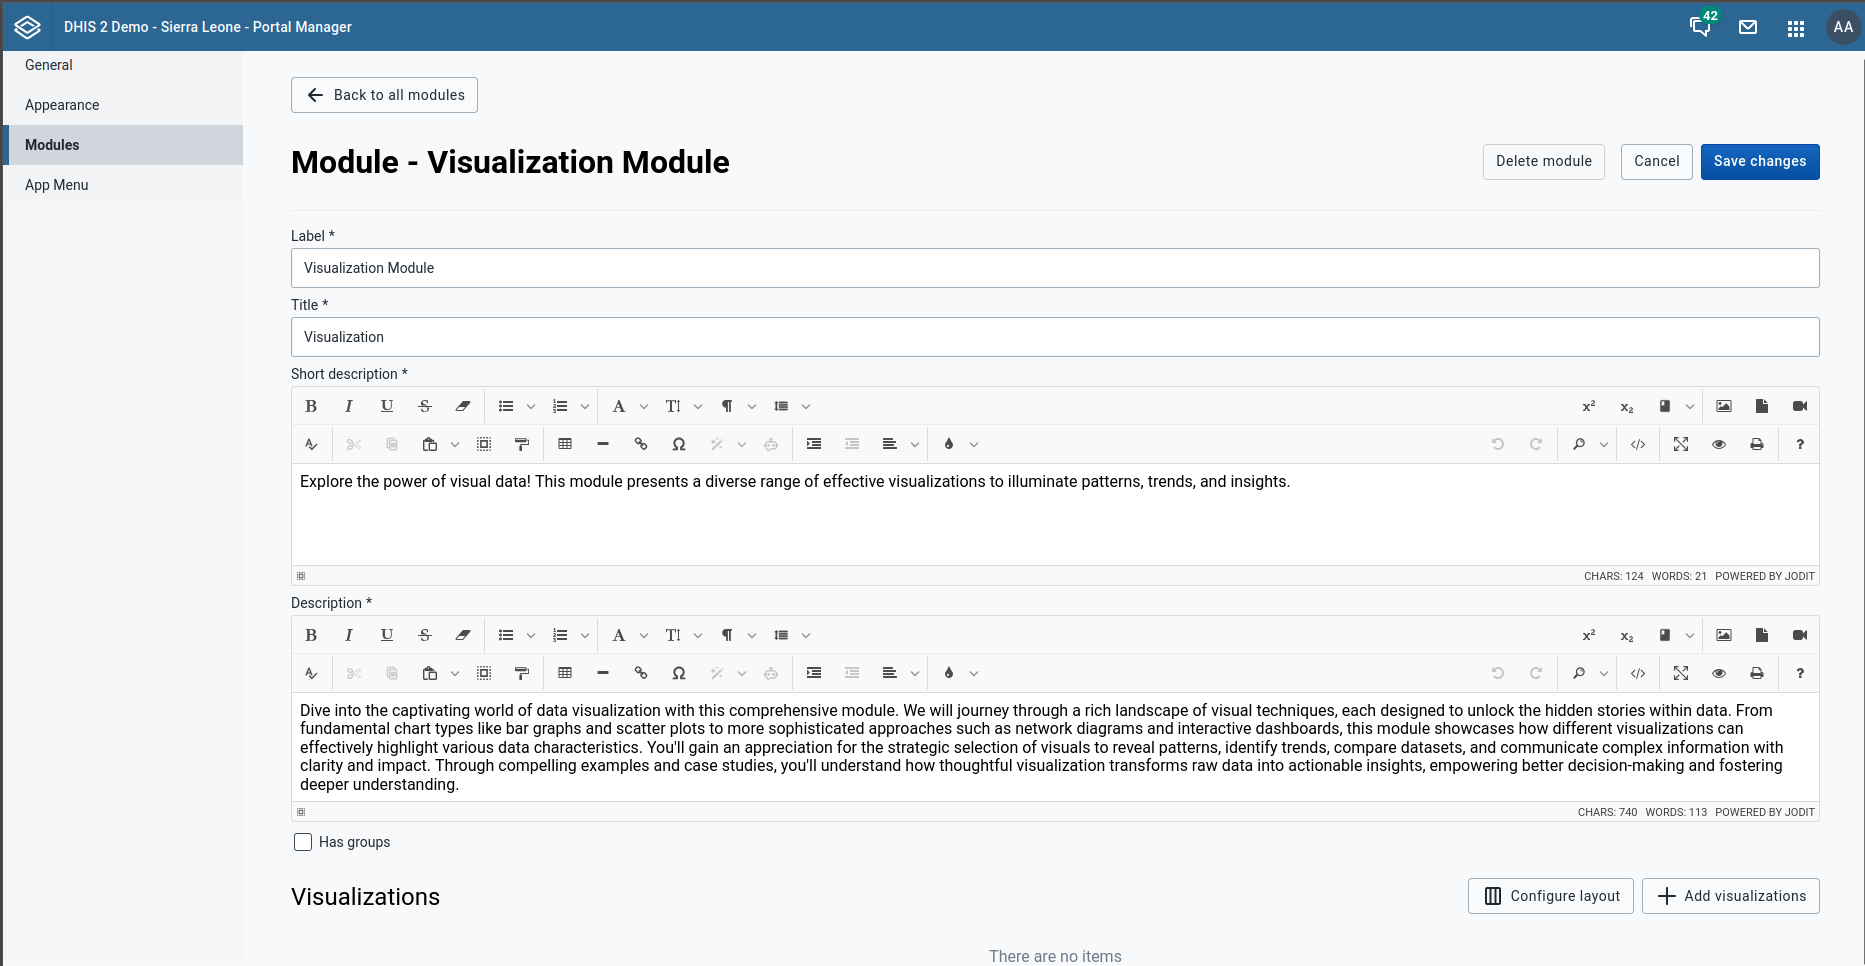 DHIS 2 Demo - Sierra Leone - Portal Manager
42
AA
General
Appearance
Modules
App Menu
Back to all modules
Module - Visualization Module
Delete module
Cancel
Save changes
Label *
Visualization Module
Title *
Visualization
Short description *
Explore the power of visual data! This module presents a diverse range of effective visualizations to illuminate patterns, trends, and insights.
CHARS: 124 WORDS: 21 POWERED BY JODIT
Description *
Dive into the captivating world of data visualization with this comprehensive module. We will journey through a rich landscape of visual techniques, each designed to unlock the hidden stories within data. From
fundamental chart types like bar graphs and scatter plots to more sophisticated approaches such as network diagrams and interactive dashboards, this module showcases how different visualizations can
effectively highlight various data characteristics. You'll gain an appreciation for the strategic selection of visuals to reveal patterns, identify trends, compare datasets, and communicate complex information with
clarity and impact. Through compelling examples and case studies, you'll understand how thoughtful visualization transforms raw data into actionable insights, empowering better decision-making and fostering
deeper understanding.
CHARS: 740 WORDS: 113 POWERED BY JODIT
Has groups
Visualizations
Configure layout
Add visualizations
There are no items